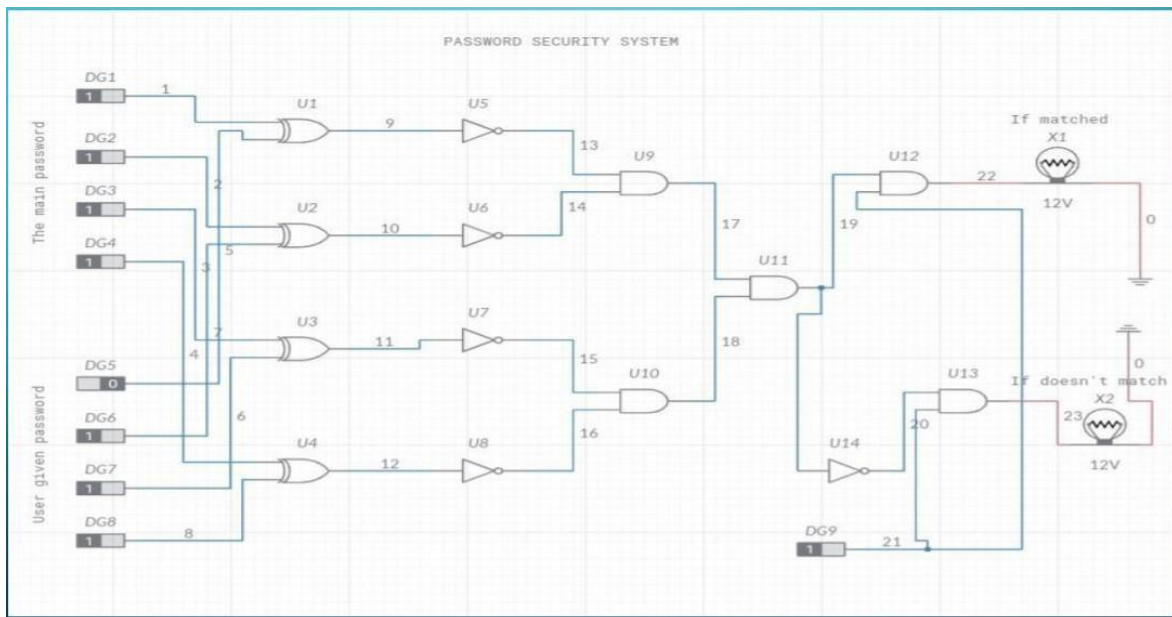 PASSWORD SECURITY SYSTEM
The main password
DG1
1
1
DG2
1
2
DG3
1
3
DG4
1
4
User given password
DG5
0
5
DG6
1
6
DG7
1
7
DG8
1
8
U1
9
U5
13
U2
10
U6
14
U3
11
U7
15
U4
12
U8
16
U9
17
U10
18
U11
U12
19
22
If matched
X1
12V
0
U13
20
23
If doesn't match
X2
12V
0
U14
DG9
1
21